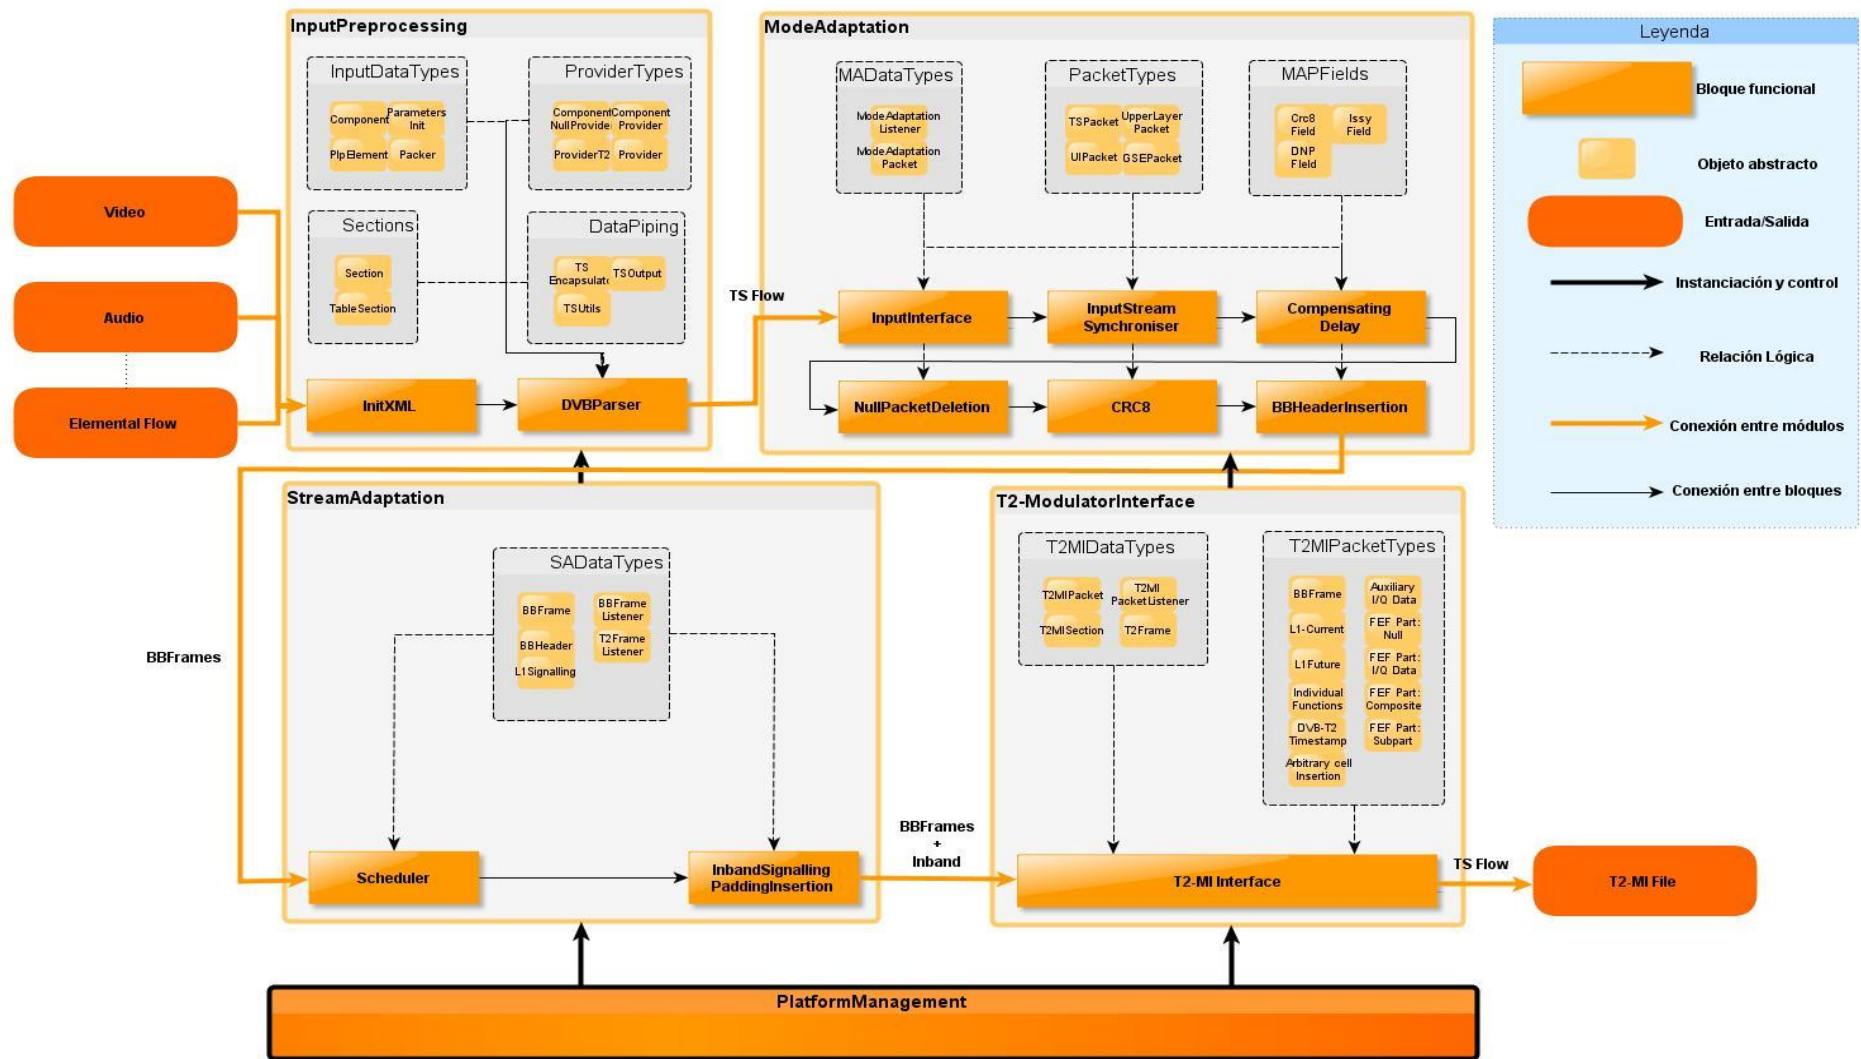 InputPreprocessing
InputDataTypes
Component
Parameters
Init
PlpElement
Packer
ProviderTypes
Component
NullProvider
Component
Provider
ProviderT2
Provider
Sections
Section
TableSection
DataPiping
TS
Encapsulato
TSOutput
TSUtils
InitXML
DVBParser
Video
Audio
Elemental Flow
TS Flow
ModeAdaptation
MADataTypes
ModeAdaptation
Listener
ModeAdaptation
Packet
PacketTypes
TSPacket
UpperLayer
Packet
UIPacket
GSEPacket
MAPFields
Crc8
Field
Issy
Field
DNP
FIeld
InputInterface
InputStream
Synchroniser
Compensating
Delay
NullPacketDeletion
CRC8
BBHeaderInsertion
Leyenda
Bloque funcional
Objeto abstracto
Entrada/Salida
Instanciación y control
Relación Lógica
Conexión entre módulos
Conexión entre bloques
BBFrames
StreamAdaptation
SADataTypes
BBFrame
BBFrame
Listener
BBHeader
T2Frame
Listener
L1Signalling
Scheduler
InbandSignalling
PaddingInsertion
BBFrames
+
Inband
T2-ModulatorInterface
T2MIDataTypes
T2MIPacket
T2MI
PacketListener
T2MISection
T2Frame
T2MIPacketTypes
BBFrame
Auxiliary
I/Q Data
L1-Current
FEF Part:
Null
L1Future
FEF Part:
I/Q Data
Individual
Functions
FEF Part:
Composite
DVB-T2
Timestamp
FEF Part:
Subpart
Arbitrary cell
Insertion
T2-MI Interface
TS Flow
T2-MI File
PlatformManagement